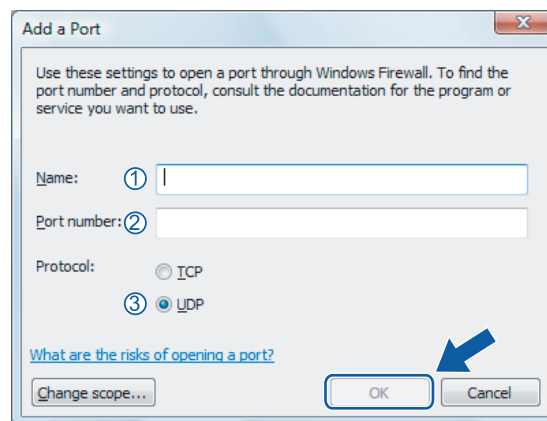 Add a Port
Use these settings to open a port through Windows Firewall. To find the
port number and protocol, consult the documentation for the program or
service you want to use.
Name: ①
Port number: ②
Protocol: TCP
③ UDP
What are the risks of opening a port?
Change scope... OK Cancel